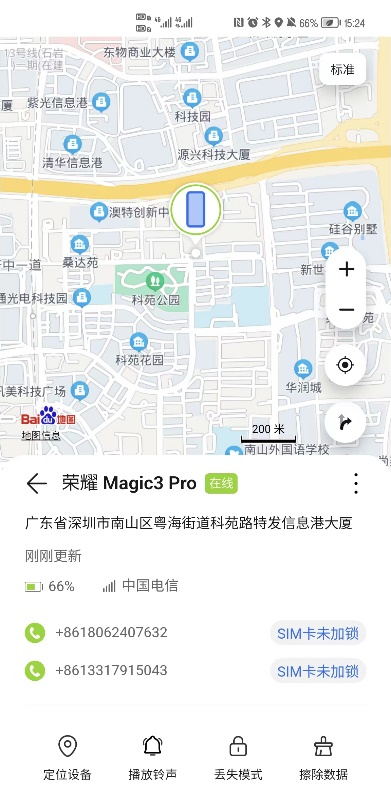 66% 15:24
13号线(石岩
一期)(在建
东物商业大楼
标准
厦
紫光信息港
科技园
清华信息港
源兴科技大厦
澳特创新中
硅谷别墅
新中一道
桑达苑
新世
通光电科技园
科苑公园
苑
科苑花园
华润城
讯美科技广场
Bai地图
地图信息
200 米
南山外国语学校
荣耀 Magic3 Pro 在线
广东省深圳市南山区粤海街道科苑路特发信息港大厦
刚刚更新
66% 中国电信
+8618062407632 SIM卡未加锁
+8613317915043 SIM卡未加锁
定位设备 播放铃声 丢失模式 擦除数据